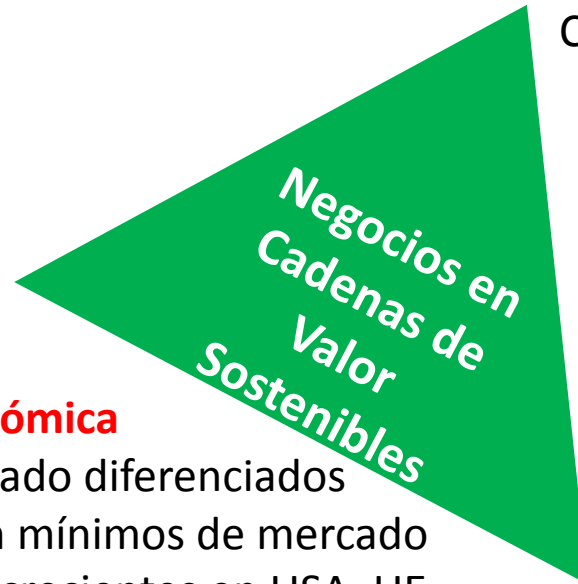 Negocios en
Cadenas de
Valor
Sostenibles
ómica
ado diferenciados
mínimos de mercado